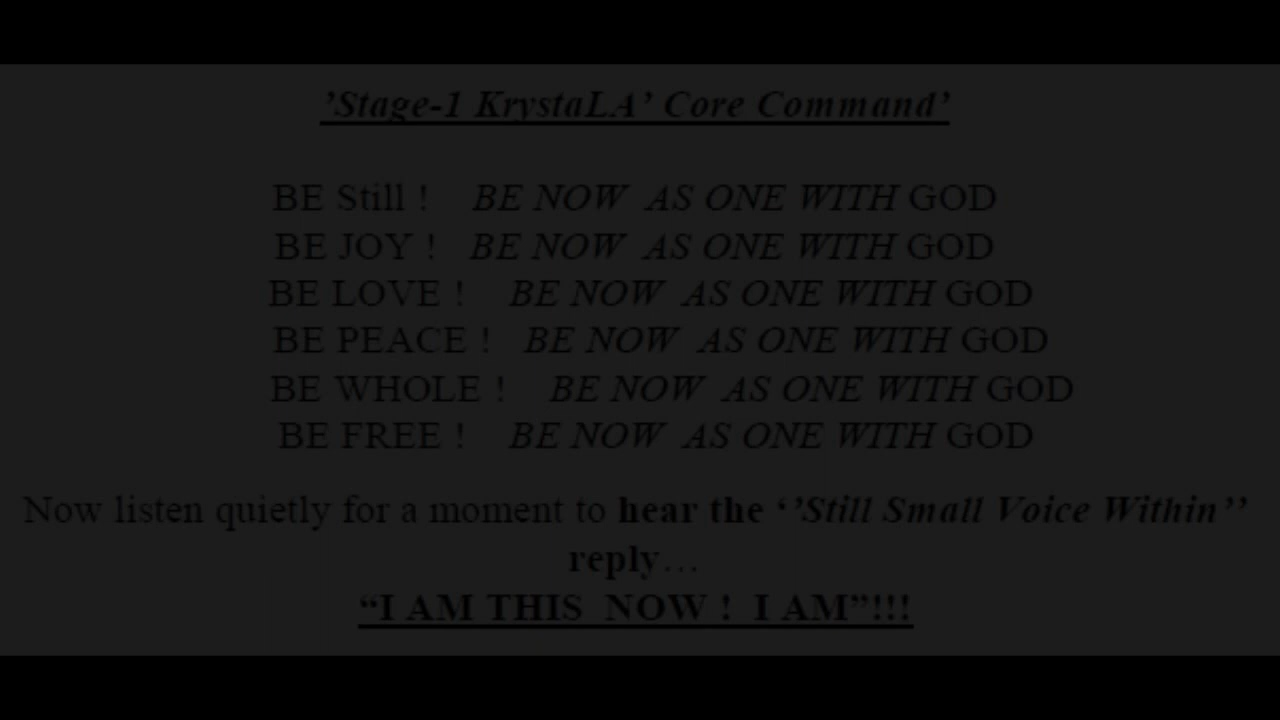 ’Stage-1 KrystaLA’ Core Command’
BE Still ! BE NOW AS ONE WITH GOD
BE JOY ! BE NOW AS ONE WITH GOD
BE LOVE ! BE NOW AS ONE WITH GOD
BE PEACE ! BE NOW AS ONE WITH GOD
BE WHOLE ! BE NOW AS ONE WITH GOD
BE FREE ! BE NOW AS ONE WITH GOD
Now listen quietly for a moment to hear the ‘’Still Small Voice Within’’
reply…
“I AM THIS NOW ! I AM”!!!